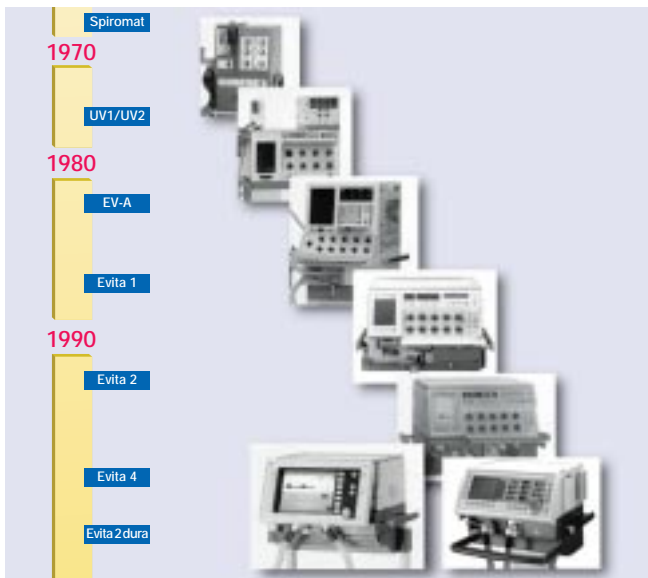 Spiromat
1970
UV1/UV2
1980
EV-A
Evita 1
1990
Evita 2
Evita 4
Evita 2 dura